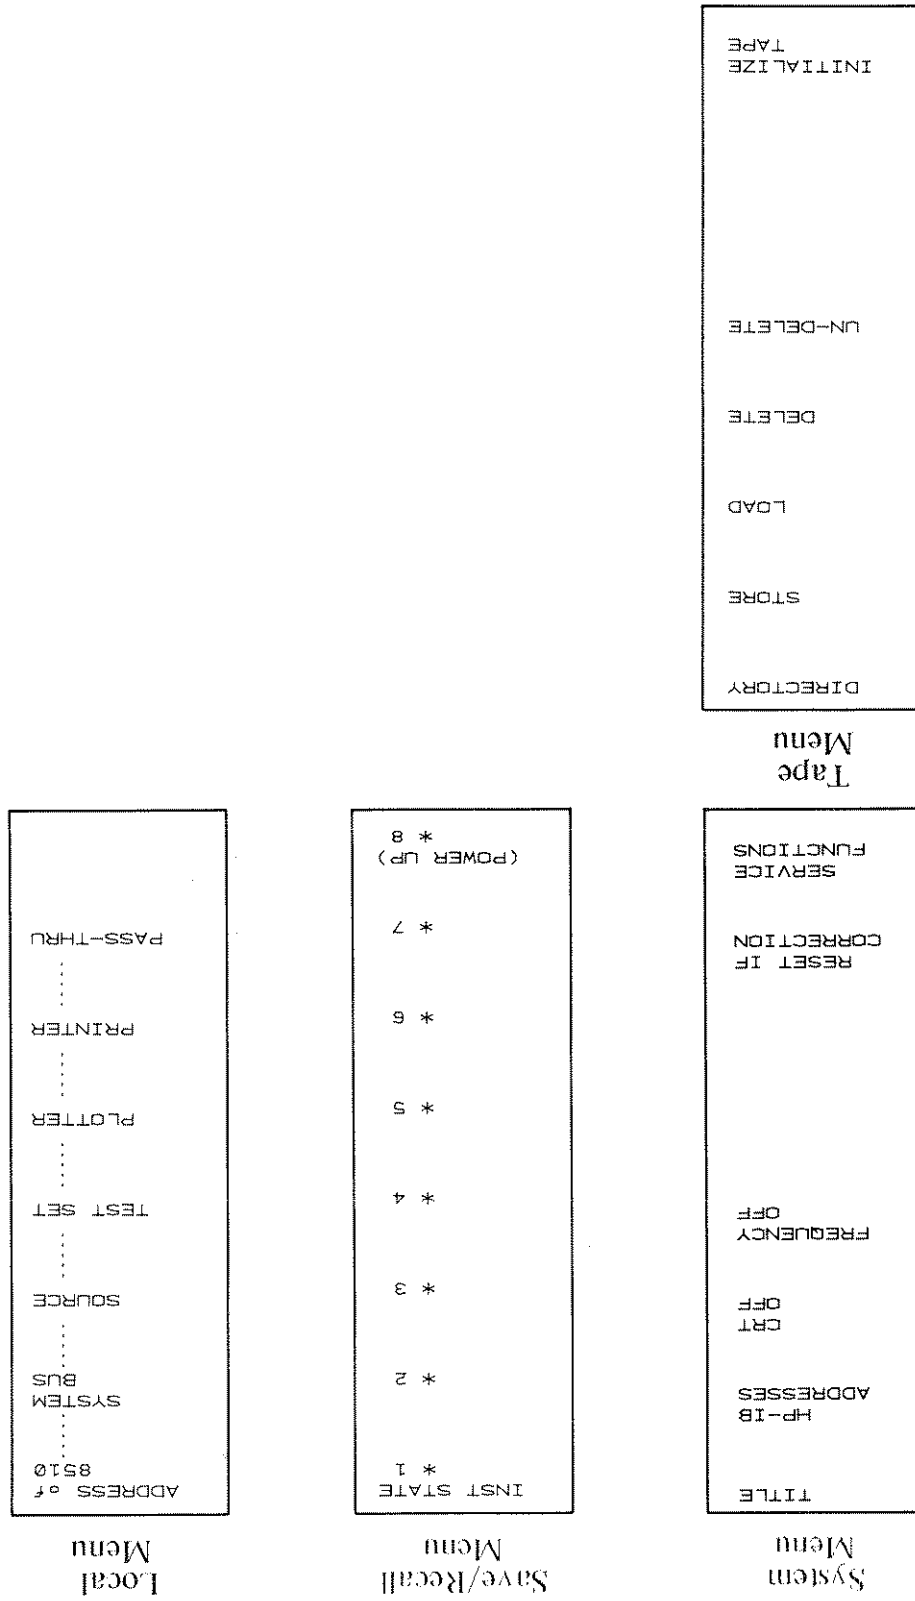 System
Menu
TITLE
HP-IB
ADDRESSES
CRT
OFF
FREQUENCY
OFF
RESET IF
CORRECTION
SERVICE
FUNCTIONS
Save/Recall
Menu
INST STATE
* 1
* 2
* 3
* 4
* 5
* 6
* 7
(POWER UP)
* 8
Local
Menu
ADDRESS of
8510
......
SYSTEM
BUS
......
SOURCE
......
TEST SET
......
PLOTTER
......
PRINTER
......
PASS-THRU
Tape
Menu
DIRECTORY
STORE
LOAD
DELETE
UN-DELETE
INITIALIZE
TAPE